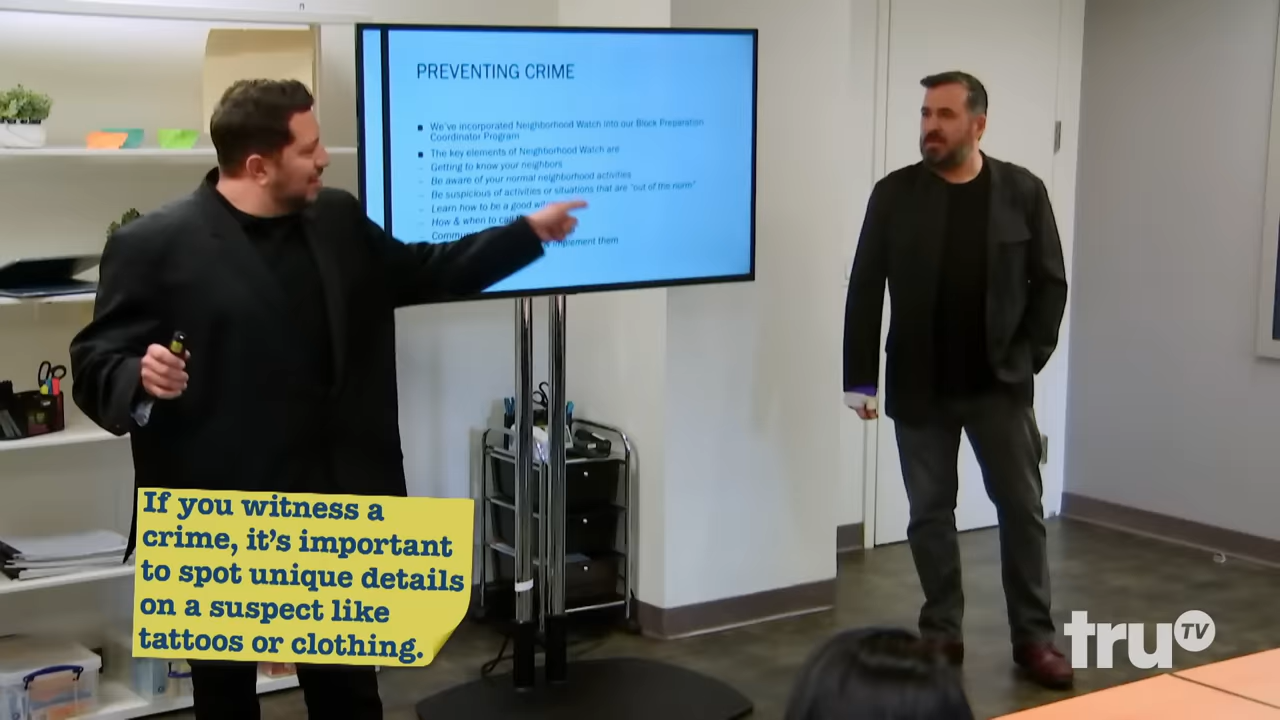 PREVENTING CRIME
We've incorporated Neighborhood Watch into our Block Preparation
Coordinator Program
The key elements of Neighborhood Watch are
Getting to know your neighbors
Be aware of your normal neighborhood activities
Be suspicious of activities or situations that are "out of the norm"
Learn how to be a good
How & when to call
implement them
If you witness a
crime, it's important
to spot unique details
on a suspect like
tattoos or clothing.
truTV